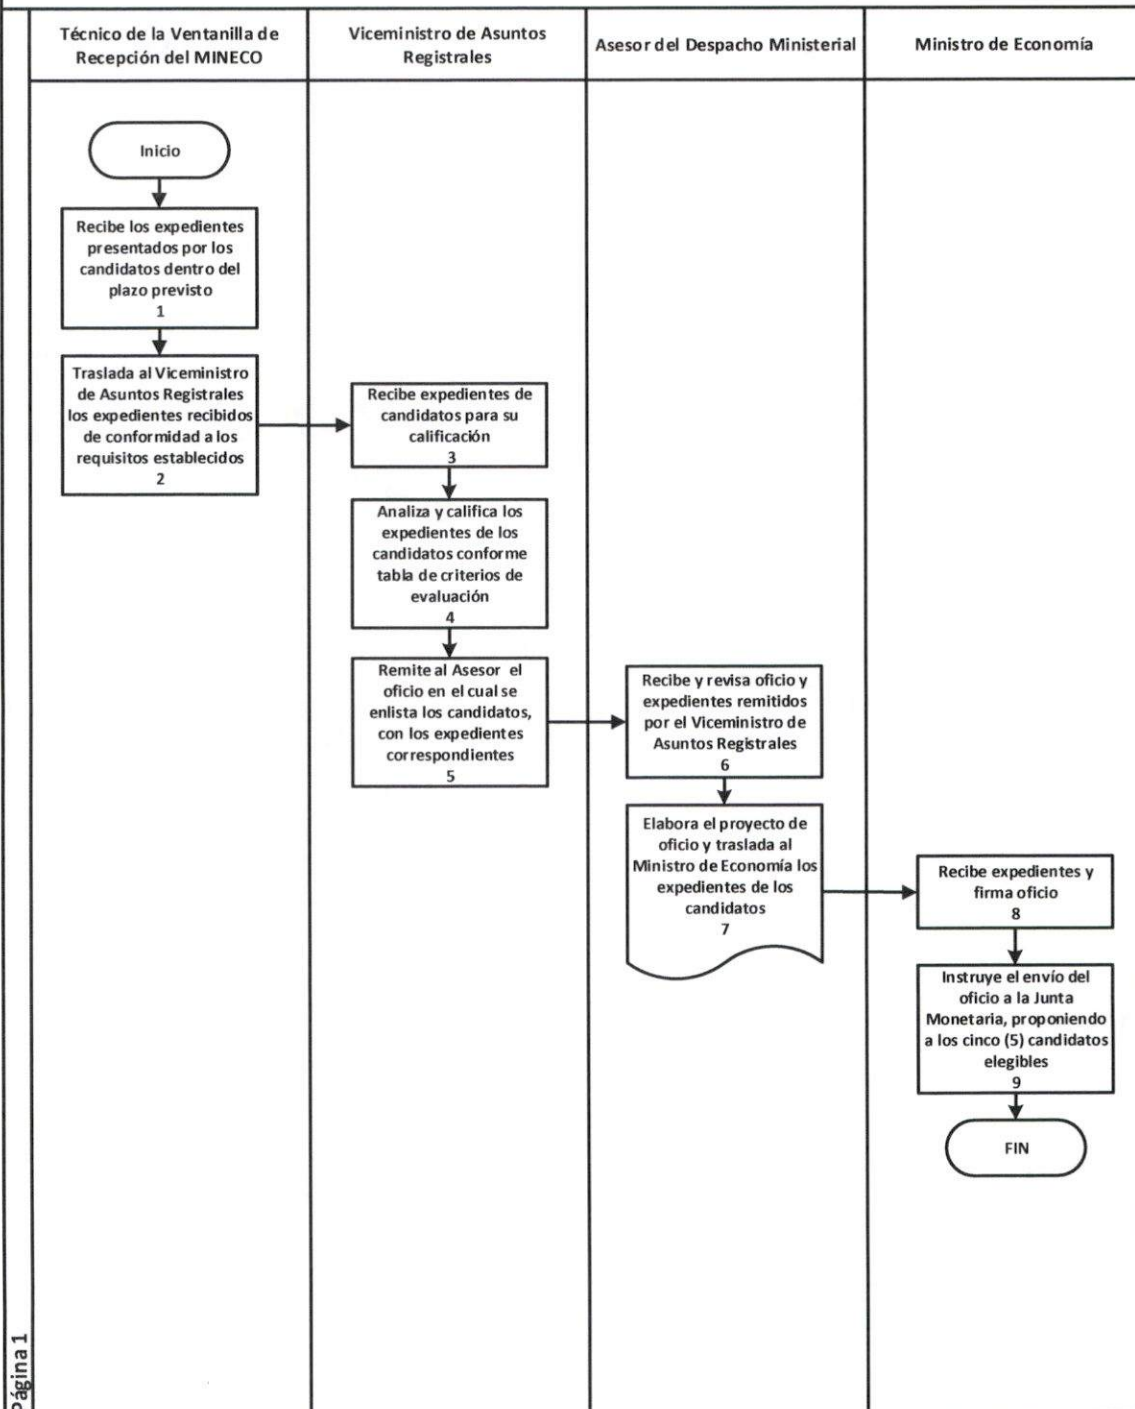 Técnico de la Ventanilla de
Recepción del MINECO
Viceministro de Asuntos
Registrales
Asesor del Despacho Ministerial
Ministro de Economía
Inicio
Recibe los expedientes
presentados por los
candidatos dentro del
plazo previsto
1
Traslada al Viceministro
de Asuntos Registrales
los expedientes recibidos
de conformidad a los
requisitos establecidos
2
Recibe expedientes de
candidatos para su
calificación
3
Analiza y califica los
expedientes de los
candidatos conforme
tabla de criterios de
evaluación
4
Remite al Asesor el
oficio en el cual se
enlista los candidatos,
con los expedientes
correspondientes
5
Recibe y revisa oficio y
expedientes remitidos
por el Viceministro de
Asuntos Registrales
6
Elabora el proyecto de
oficio y traslada al
Ministro de Economía los
expedientes de los
candidatos
7
Recibe expedientes y
firma oficio
8
Instruye el envío del
oficio a la Junta
Monetaria, proponiendo
a los cinco (5) candidatos
elegibles
9
FIN
Página 1